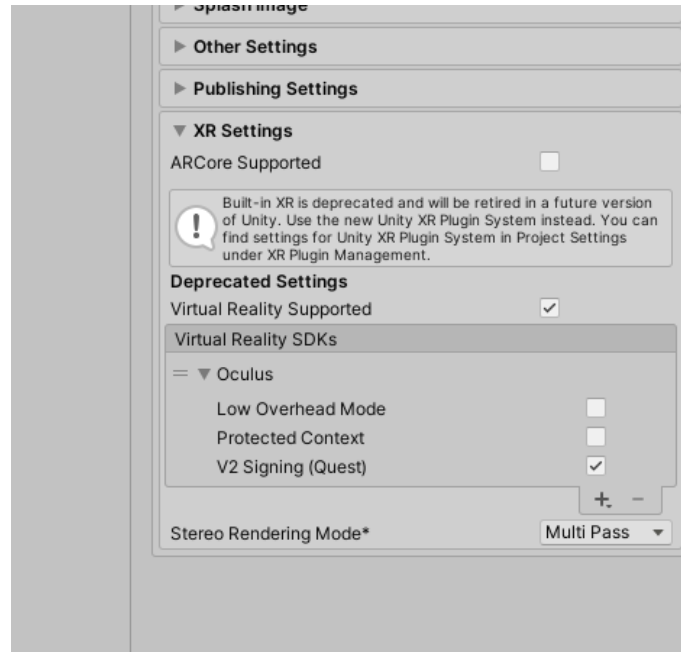 Splash Image
Other Settings
Publishing Settings
XR Settings
ARCore Supported
Built-in XR is deprecated and will be retired in a future version
of Unity. Use the new Unity XR Plugin System instead. You can
find settings for Unity XR Plugin System in Project Settings
under XR Plugin Management.
Deprecated Settings
Virtual Reality Supported
Virtual Reality SDKs
Oculus
Low Overhead Mode
Protected Context
V2 Signing (Quest)
Stereo Rendering Mode* Multi Pass